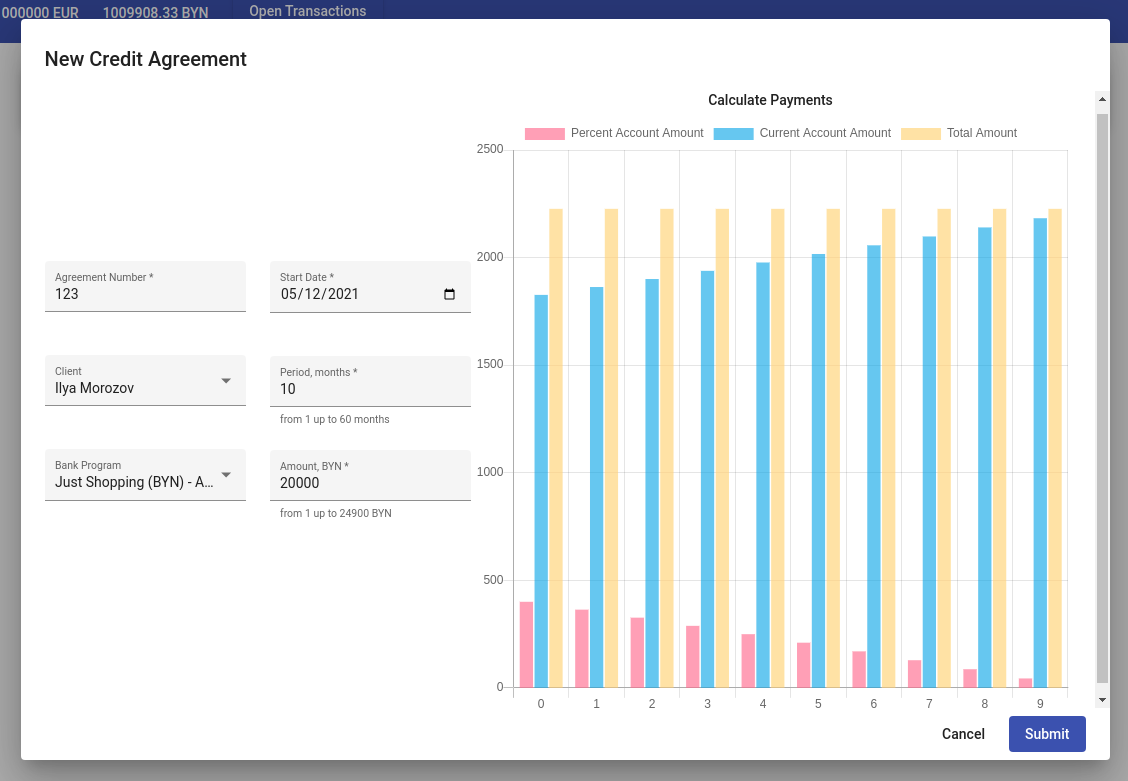 000000 EUR 1009908.33 BYN Open Transactions
New Credit Agreement
Calculate Payments
Percent Account Amount Current Account Amount Total Amount
2500
2000
1500
1000
500
0
0 1 2 3 4 5 6 7 8 9
Agreement Number *
123
Start Date *
05/12/2021
Client
Ilya Morozov
Period, months *
10
from 1 up to 60 months
Bank Program
Just Shopping (BYN) - A...
Amount, BYN *
20000
from 1 up to 24900 BYN
Cancel Submit